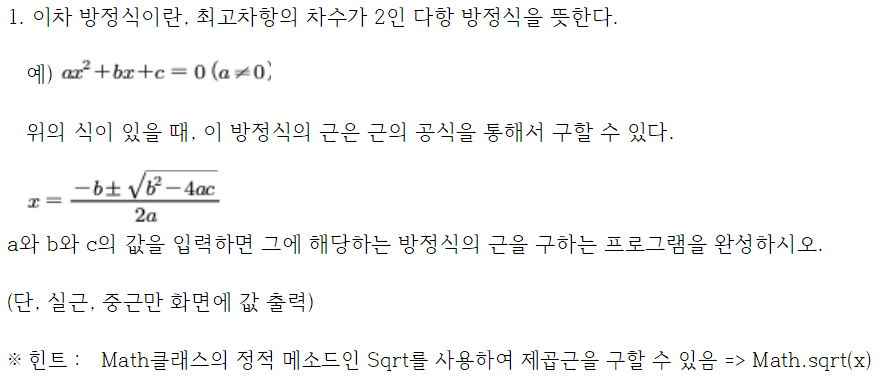 1. 이차 방정식이란, 최고차항의 차수가 2인 다항 방정식을 뜻한다.
예) ax²+bx+c = 0 (a≠0)
위의 식이 있을 때, 이 방정식의 근은 근의 공식을 통해서 구할 수 있다.
x = (-b±√(b²-4ac))/(2a)
a와 b와 c의 값을 입력하면 그에 해당하는 방정식의 근을 구하는 프로그램을 완성하시오.
(단, 실근, 중근만 화면에 값 출력)
※ 힌트 : Math클래스의 정적 메소드인 Sqrt를 사용하여 제곱근을 구할 수 있음 => Math.sqrt(x)